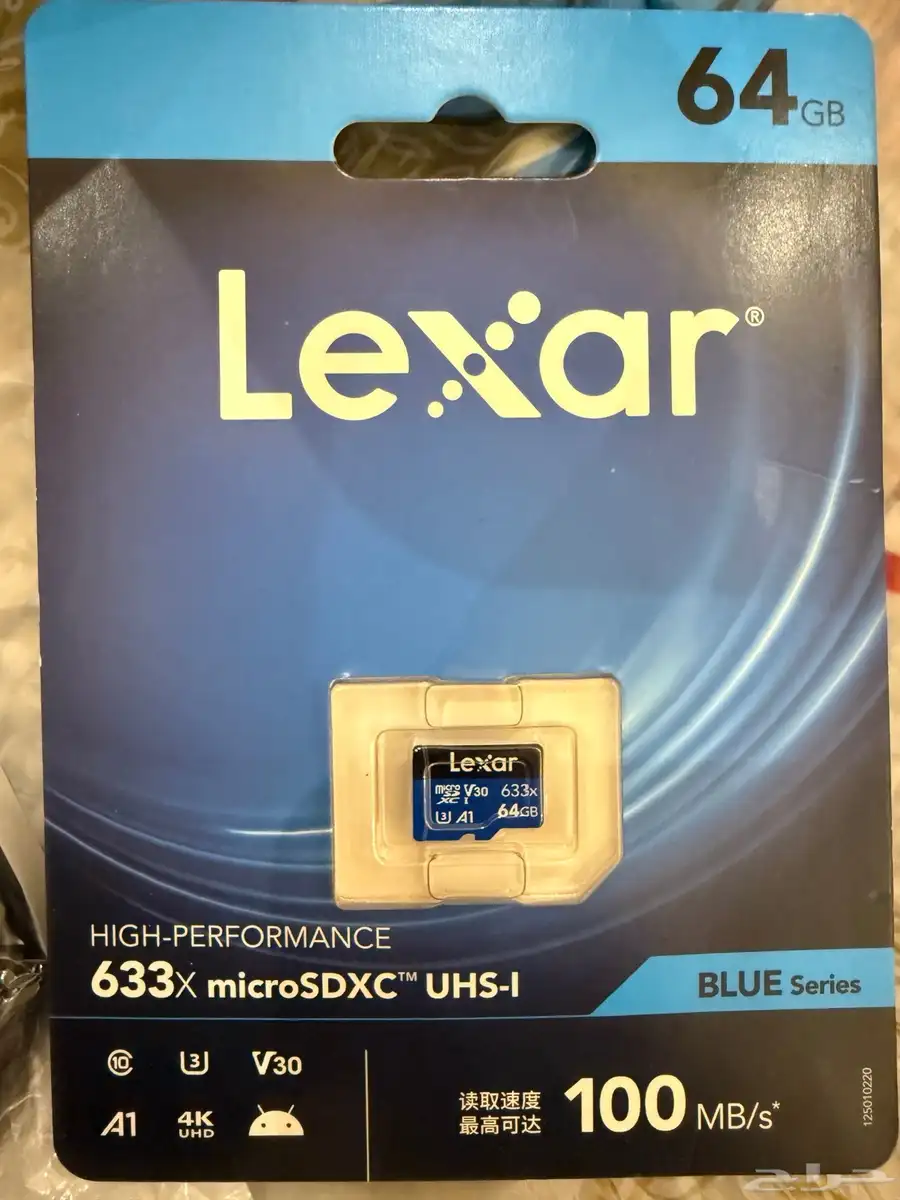 64GB
Lexar®
Lexar
micro SD XC I V30 633x
U3 A1 64GB
HIGH-PERFORMANCE
633x microSDXC™ UHS-I
BLUE Series
10 U3 V30
A1 4K UHD
读取速度
最高可达 100 MB/s*
125010220
حراج